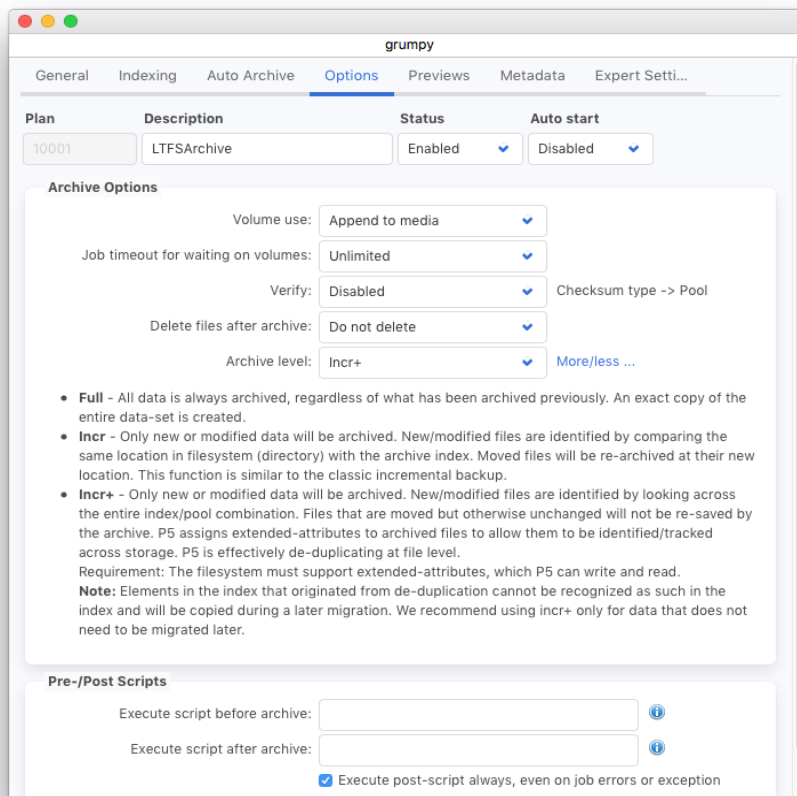 grumpy
General Indexing Auto Archive Options Previews Metadata Expert Setti...
Plan Description Status Auto start
10001 LTFSArchive Enabled Disabled
Archive Options
Volume use: Append to media
Job timeout for waiting on volumes: Unlimited
Verify: Disabled Checksum type -> Pool
Delete files after archive: Do not delete
Archive level: Incr+ More/less ...
• Full - All data is always archived, regardless of what has been archived previously. An exact copy of the
entire data-set is created.
• Incr - Only new or modified data will be archived. New/modified files are identified by comparing the
same location in filesystem (directory) with the archive index. Moved files will be re-archived at their new
location. This function is similar to the classic incremental backup.
• Incr+ - Only new or modified data will be archived. New/modified files are identified by looking across
the entire index/pool combination. Files that are moved but otherwise unchanged will not be re-saved by
the archive. P5 assigns extended-attributes to archived files to allow them to be identified/tracked
across storage. P5 is effectively de-duplicating at file level.
Requirement: The filesystem must support extended-attributes, which P5 can write and read.
Note: Elements in the index that originated from de-duplication cannot be recognized as such in the
index and will be copied during a later migration. We recommend using incr+ only for data that does not
need to be migrated later.
Pre-/Post Scripts
Execute script before archive:
Execute script after archive:
Execute post-script always, even on job errors or exception